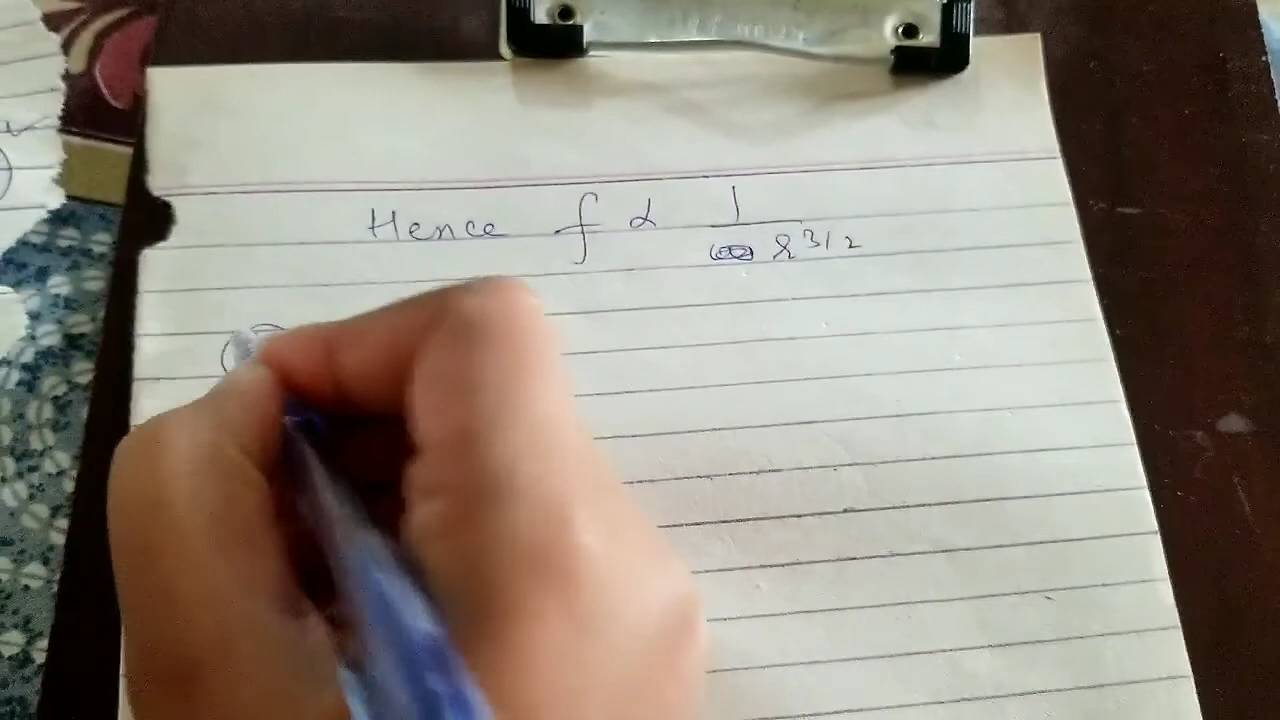 Hence f α 1 / r^3/2